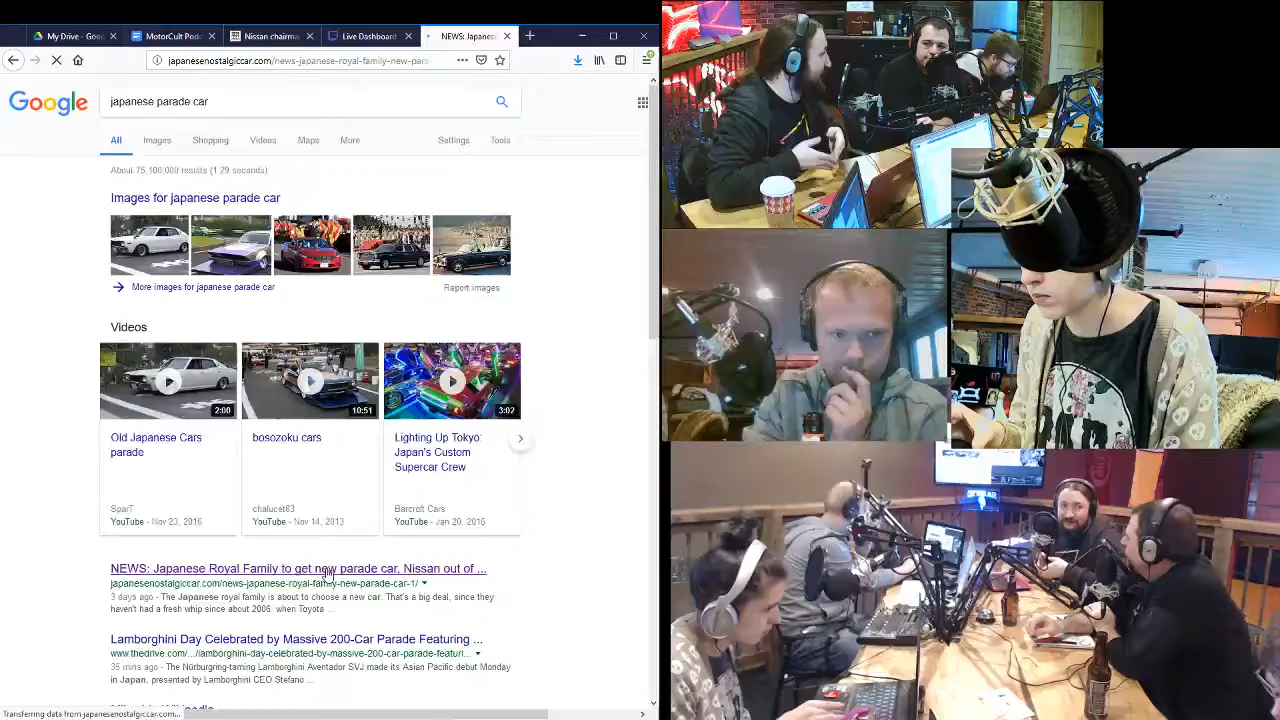 My Drive - Goo
MotorCult Podc
Nissan chairma
Live Dashboard
NEWS: Japanese
japanesenostalgiccar.com/news-japanese-royal-family-new-para
Google
japanese parade car
All
Images
Shopping
Videos
Maps
More
Settings
Tools
About 75,100,000 results (1.29 seconds)
Images for japanese parade car
More images for japanese parade car
Report images
Videos
2:00
10:51
3:02
Old Japanese Cars
parade
SparT
YouTube - Nov 23, 2016
bosozoku cars
chalucet83
YouTube - Nov 14, 2013
Lighting Up Tokyo:
Japan's Custom
Supercar Crew
Barcroft Cars
YouTube - Jan 20, 2015
NEWS: Japanese Royal Family to get new parade car, Nissan out of ...
japanesenostalgiccar.com/news-japanese-royal-family-new-parade-car-1/
3 days ago - The Japanese royal family is about to choose a new car. That's a big deal, since they
haven't had a fresh whip since about 2006, when Toyota ...
Lamborghini Day Celebrated by Massive 200-Car Parade Featuring ...
www.thedrive.com/.../lamborghini-day-celebrated-by-massive-200-car-parade-featuri...
35 mins ago - The Nürburgring-taming Lamborghini Aventador SVJ made its Asian Pacific debut Monday
in Japan, presented by Lamborghini CEO Stefano ...
Transferring data from japanesenostalgiccar